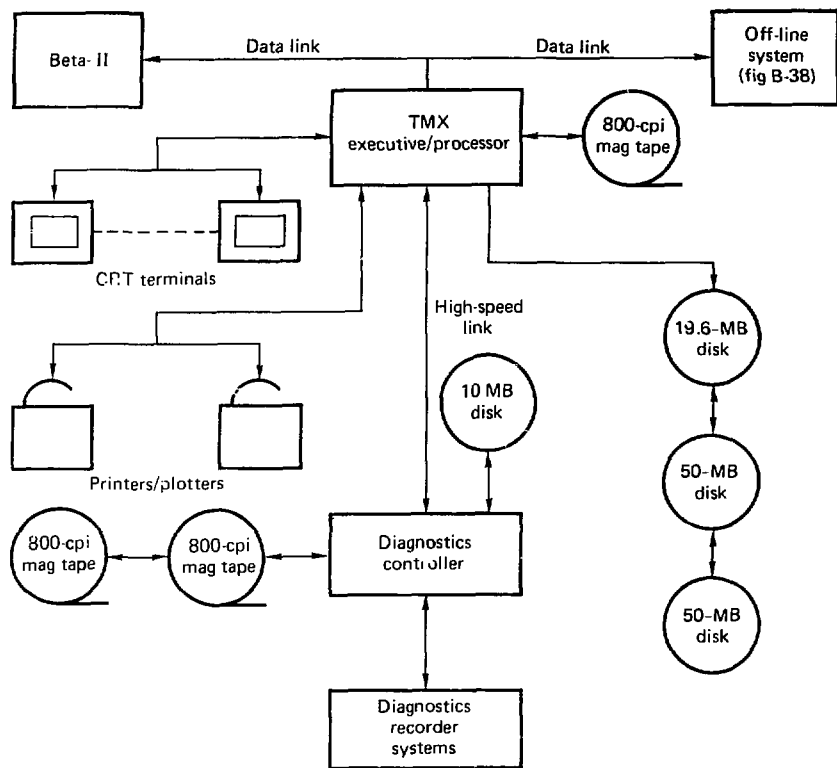 Beta-II
Data link
Data link
Off-line
system
(fig B-38)
TMX
executive/processor
800-cpi
mag tape
CRT terminals
High-speed
link
19.6-MB
disk
10 MB
disk
50-MB
disk
Printers/plotters
800-cpi
mag tape
800-cpi
mag tape
Diagnostics
controller
50-MB
disk
Diagnostics
recorder
systems